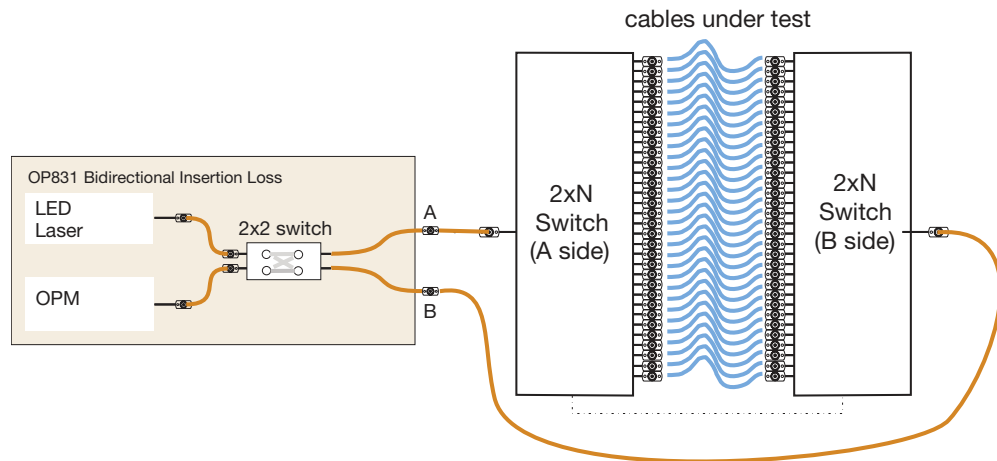 cables under test
OP831 Bidirectional Insertion Loss
LED
Laser
2x2 switch
OPM
A
B
2xN
Switch
(A side)
2xN
Switch
(B side)